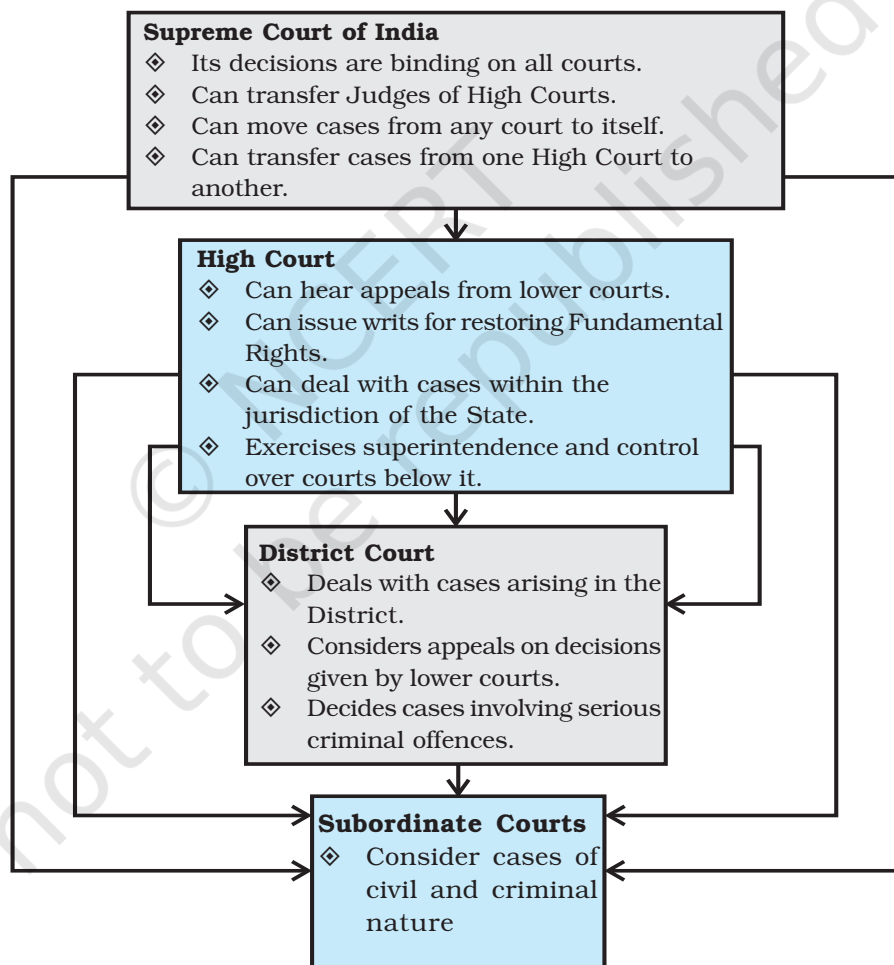 Supreme Court of India
Its decisions are binding on all courts.
Can transfer Judges of High Courts.
Can move cases from any court to itself.
Can transfer cases from one High Court to
another.
High Court
Can hear appeals from lower courts.
Can issue writs for restoring Fundamental
Rights.
Can deal with cases within the
jurisdiction of the State.
Exercises superintendence and control
over courts below it.
District Court
Deals with cases arising in the
District.
Considers appeals on decisions
given by lower courts.
Decides cases involving serious
criminal offences.
Subordinate Courts
Consider cases of
civil and criminal
nature
© NCERT
not to be republished